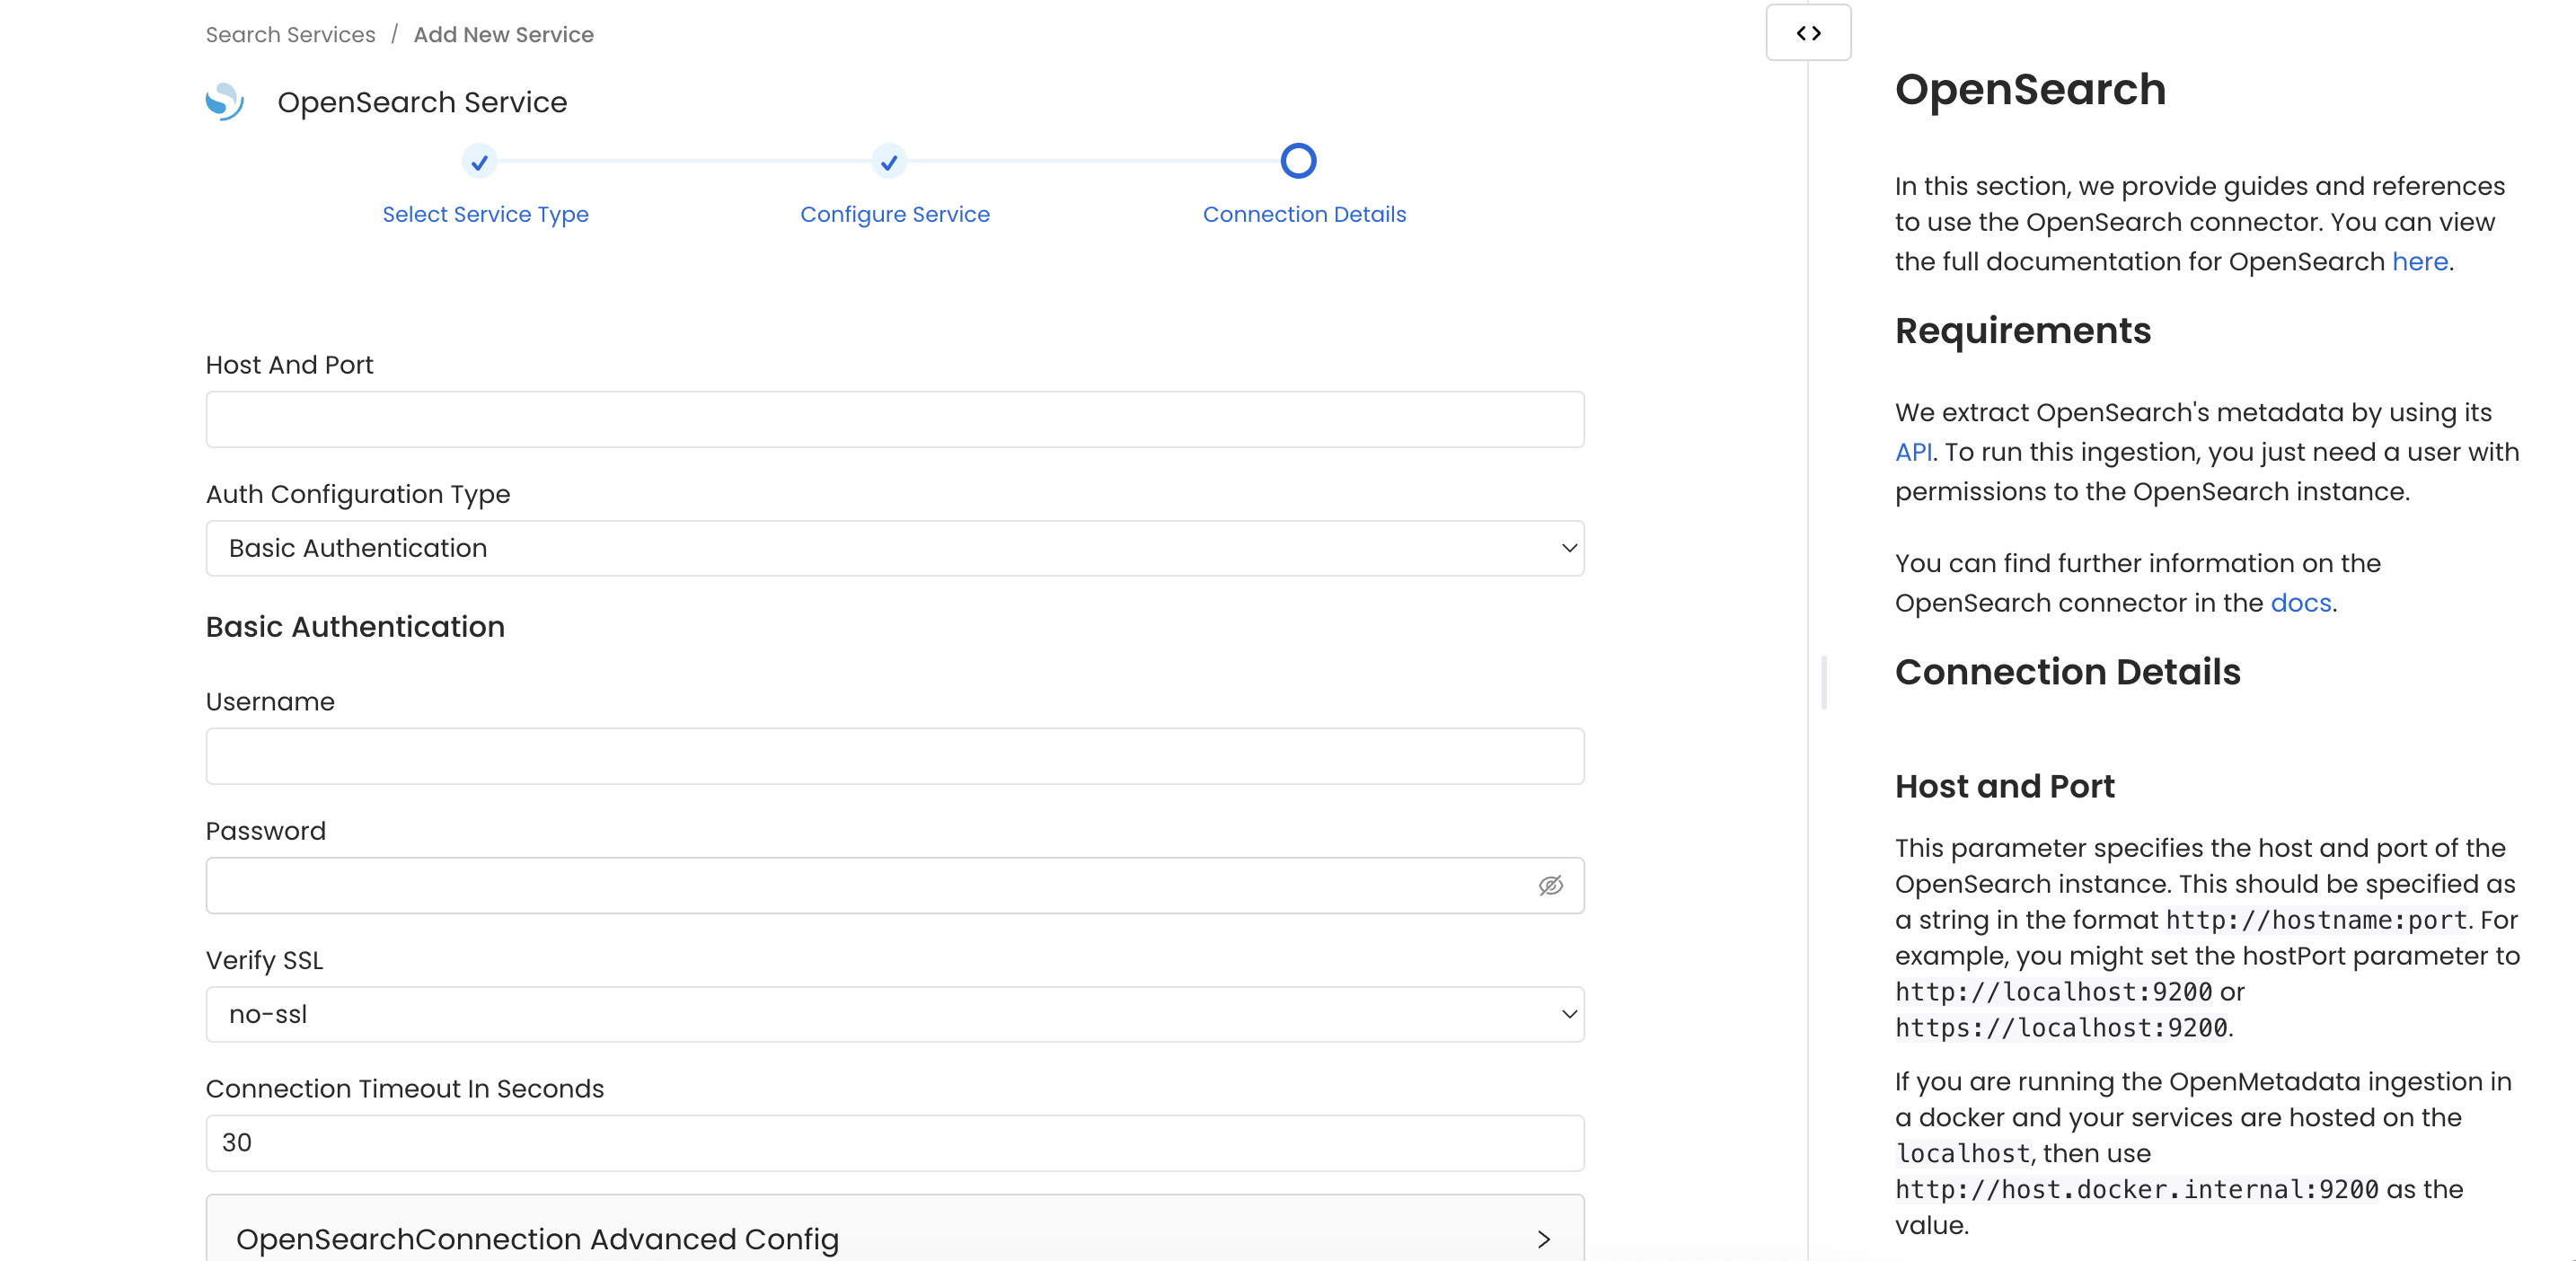 Search Services / Add New Service
OpenSearch Service
Select Service Type
Configure Service
Connection Details
Host And Port
Auth Configuration Type
Basic Authentication
Basic Authentication
Username
Password
Verify SSL
no-ssl
Connection Timeout In Seconds
30
OpenSearchConnection Advanced Config
OpenSearch
In this section, we provide guides and references
to use the OpenSearch connector. You can view
the full documentation for OpenSearch here.
Requirements
We extract OpenSearch's metadata by using its
API. To run this ingestion, you just need a user with
permissions to the OpenSearch instance.
You can find further information on the
OpenSearch connector in the docs.
Connection Details
Host and Port
This parameter specifies the host and port of the
OpenSearch instance. This should be specified as
a string in the format http://hostname:port. For
example, you might set the hostPort parameter to
http://localhost:9200 or
https://localhost:9200.
If you are running the OpenMetadata ingestion in
a docker and your services are hosted on the
localhost, then use
http://host.docker.internal:9200 as the
value.